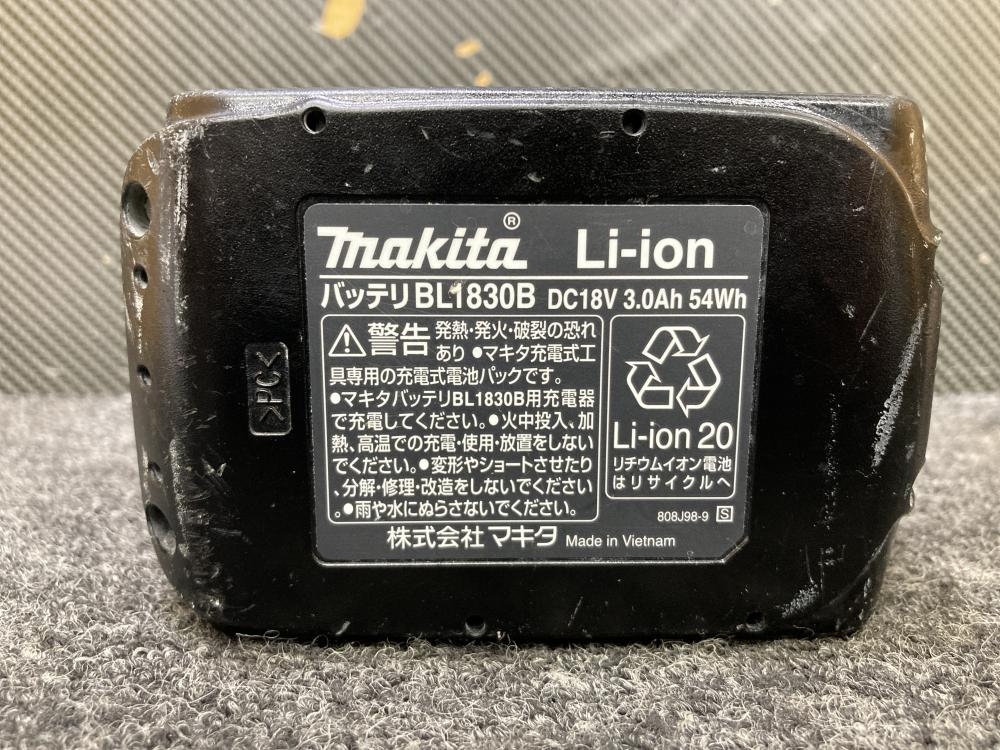 makita® Li-ion
バッテリ BL1830B DC18V 3.0Ah 54Wh
⚠警告 発熱・発火・破裂の恐れ
あり ●マキタ充電式工
具専用の充電式電池パックです。
●マキタバッテリBL1830B用充電器
で充電してください。●火中投入、加
熱、高温での充電・使用・放置をしない
でください。●変形やショートさせたり
、分解・修理・改造をしないでください
。●雨や水にぬらさないでください。
Li-ion 20
リチウムイオン電池
はリサイクルへ
808J98-9 S
株式会社 マキタ Made in Vietnam
>PC<